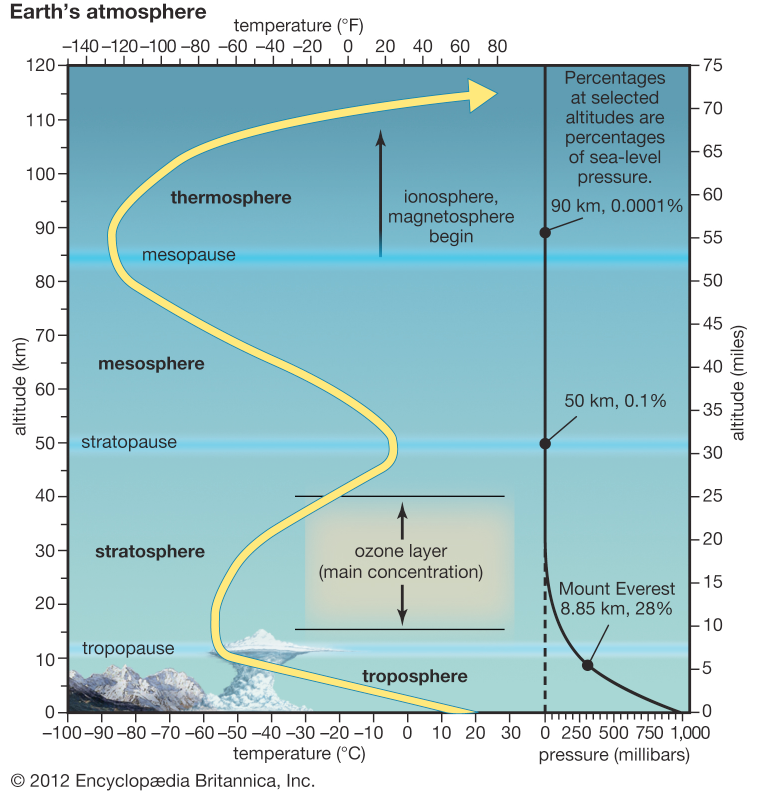 Earth's atmosphere
temperature (°F)
–140 –120 –100 –80 –60 –40 –20 0 20 40 60 80
120
110
100
90
80
70
60
50
40
30
20
10
0
altitude (km)
thermosphere
mesopause
mesosphere
stratopause
stratosphere
tropopause
troposphere
ionosphere,
magnetosphere
begin
ozone layer
(main concentration)
Percentages
at selected
altitudes are
percentages
of sea-level
pressure.
90 km, 0.0001%
50 km, 0.1%
Mount Everest
8.85 km, 28%
75
70
65
60
55
50
45
40
35
30
25
20
15
10
5
0
altitude (miles)
–100 –90 –80 –70 –60 –50 –40 –30 –20 –10 0 10 20 30
temperature (°C)
0 250 500 750 1,000
pressure (millibars)
© 2012 Encyclopædia Britannica, Inc.